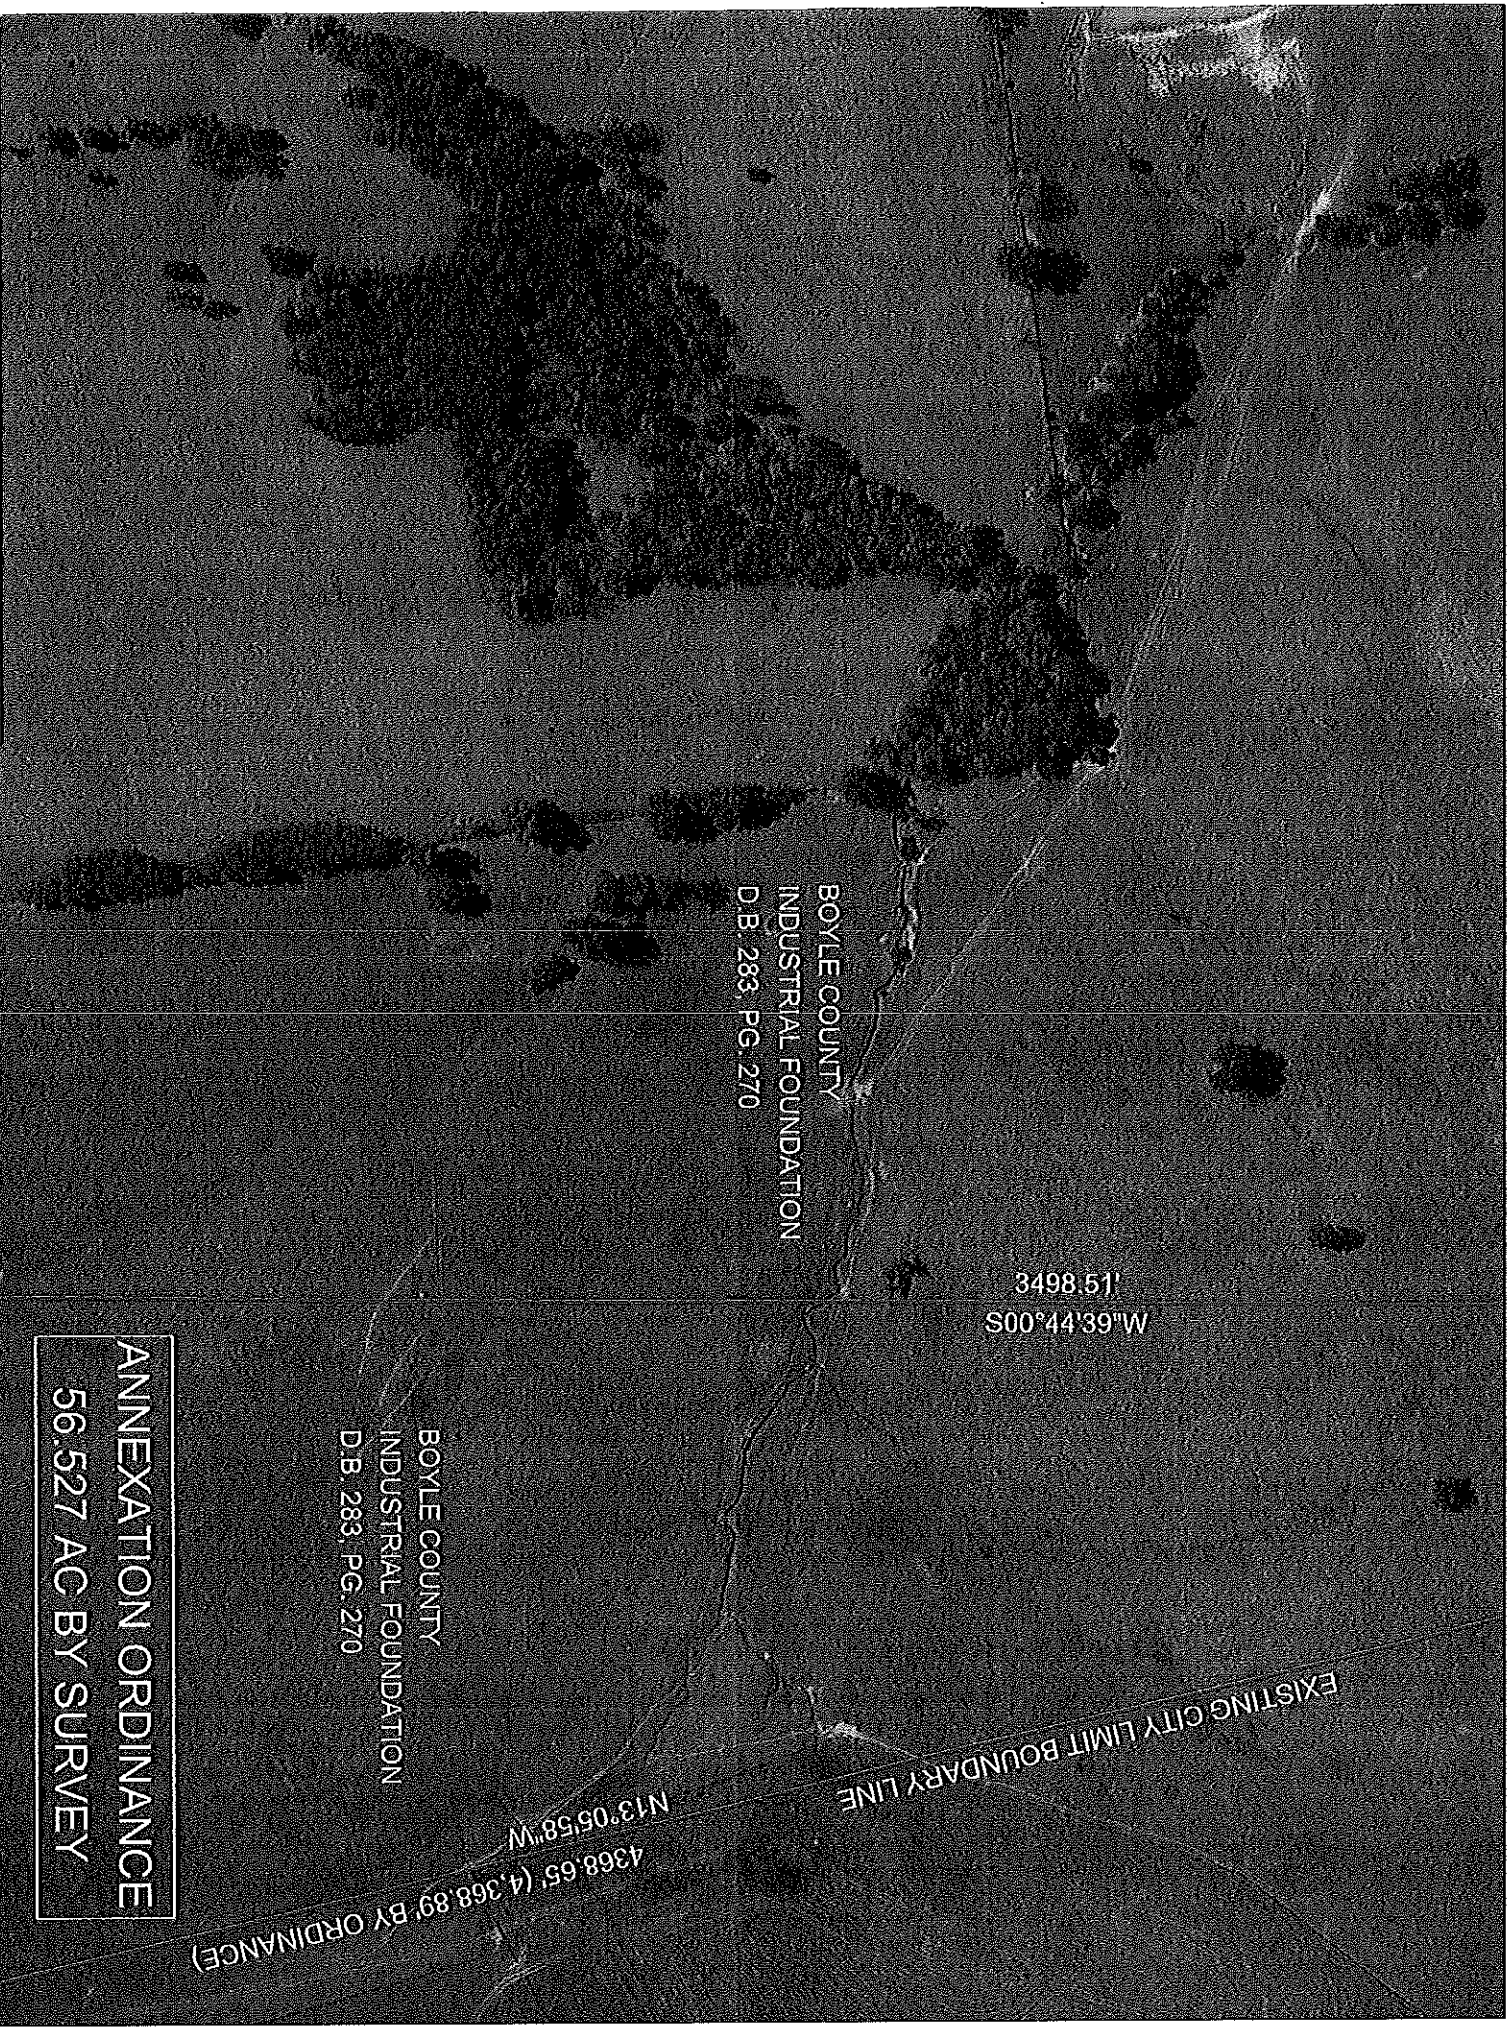 BOYLE COUNTY
INDUSTRIAL FOUNDATION
D.B. 283, PG. 270
3498.51'
S00°44'39"W
BOYLE COUNTY
INDUSTRIAL FOUNDATION
D.B. 283, PG. 270
EXISTING CITY LIMIT BOUNDARY LINE
N13°05'58"W
4368.65' (4,368.89' BY ORDINANCE)
ANNEXATION ORDINANCE
56.527 AC BY SURVEY